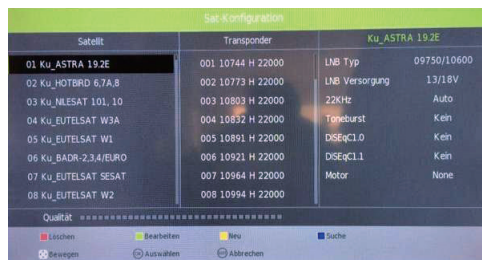 Sat-Konfiguration
Satellit Transponder Ku_ASTRA 19.2E
01 Ku_ASTRA 19.2E 001 10744 H 22000 LNB Typ 09750/10600
02 Ku_HOTBIRD 6,7A,8 002 10773 H 22000 LNB Versorgung 13/18V
03 Ku_NILESAT 101, 10 003 10803 H 22000 22KHz Auto
04 Ku_EUTELSAT W3A 004 10832 H 22000 Toneburst Kein
05 Ku_EUTELSAT W1 005 10891 H 22000 DiSEqC1.0 Kein
06 Ku_BADR-2,3,4/EURO 006 10921 H 22000 DiSEqC1.1 Kein
07 Ku_EUTELSAT SESAT 007 10964 H 22000 Motor None
08 Ku_EUTELSAT W2 008 10994 H 22000
Qualität
Löschen Bearbeiten Neu Suche
Bewegen Auswählen Abbrechen